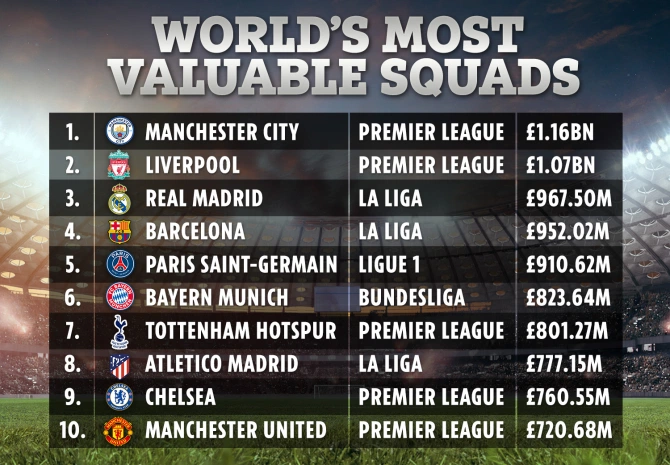 WORLD'S MOST
VALUABLE SQUADS
1. MANCHESTER CITY PREMIER LEAGUE £1.16BN
2. LIVERPOOL PREMIER LEAGUE £1.07BN
3. REAL MADRID LA LIGA £967.50M
4. BARCELONA LA LIGA £952.02M
5. PARIS SAINT-GERMAIN LIGUE 1 £910.62M
6. BAYERN MUNICH BUNDESLIGA £823.64M
7. TOTTENHAM HOTSPUR PREMIER LEAGUE £801.27M
8. ATLETICO MADRID LA LIGA £777.15M
9. CHELSEA PREMIER LEAGUE £760.55M
10. MANCHESTER UNITED PREMIER LEAGUE £720.68M